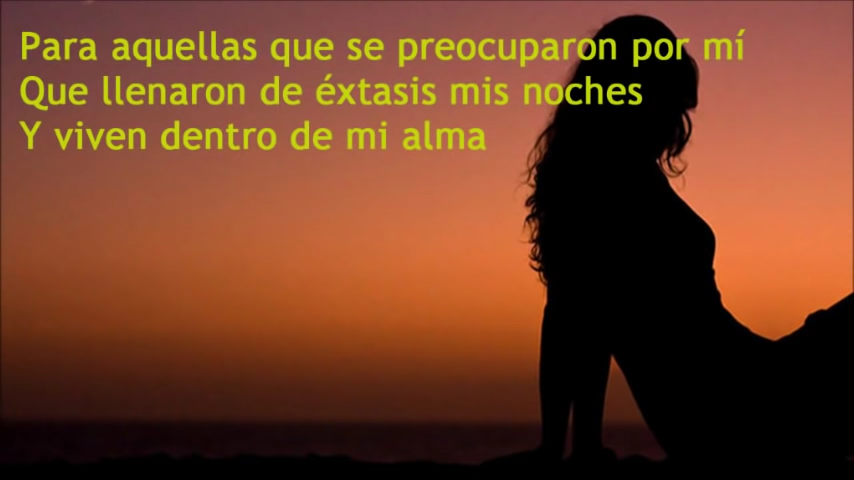 Para aquellas que se preocuparon por mí
Que llenaron de éxtasis mis noches
Y viven dentro de mi alma